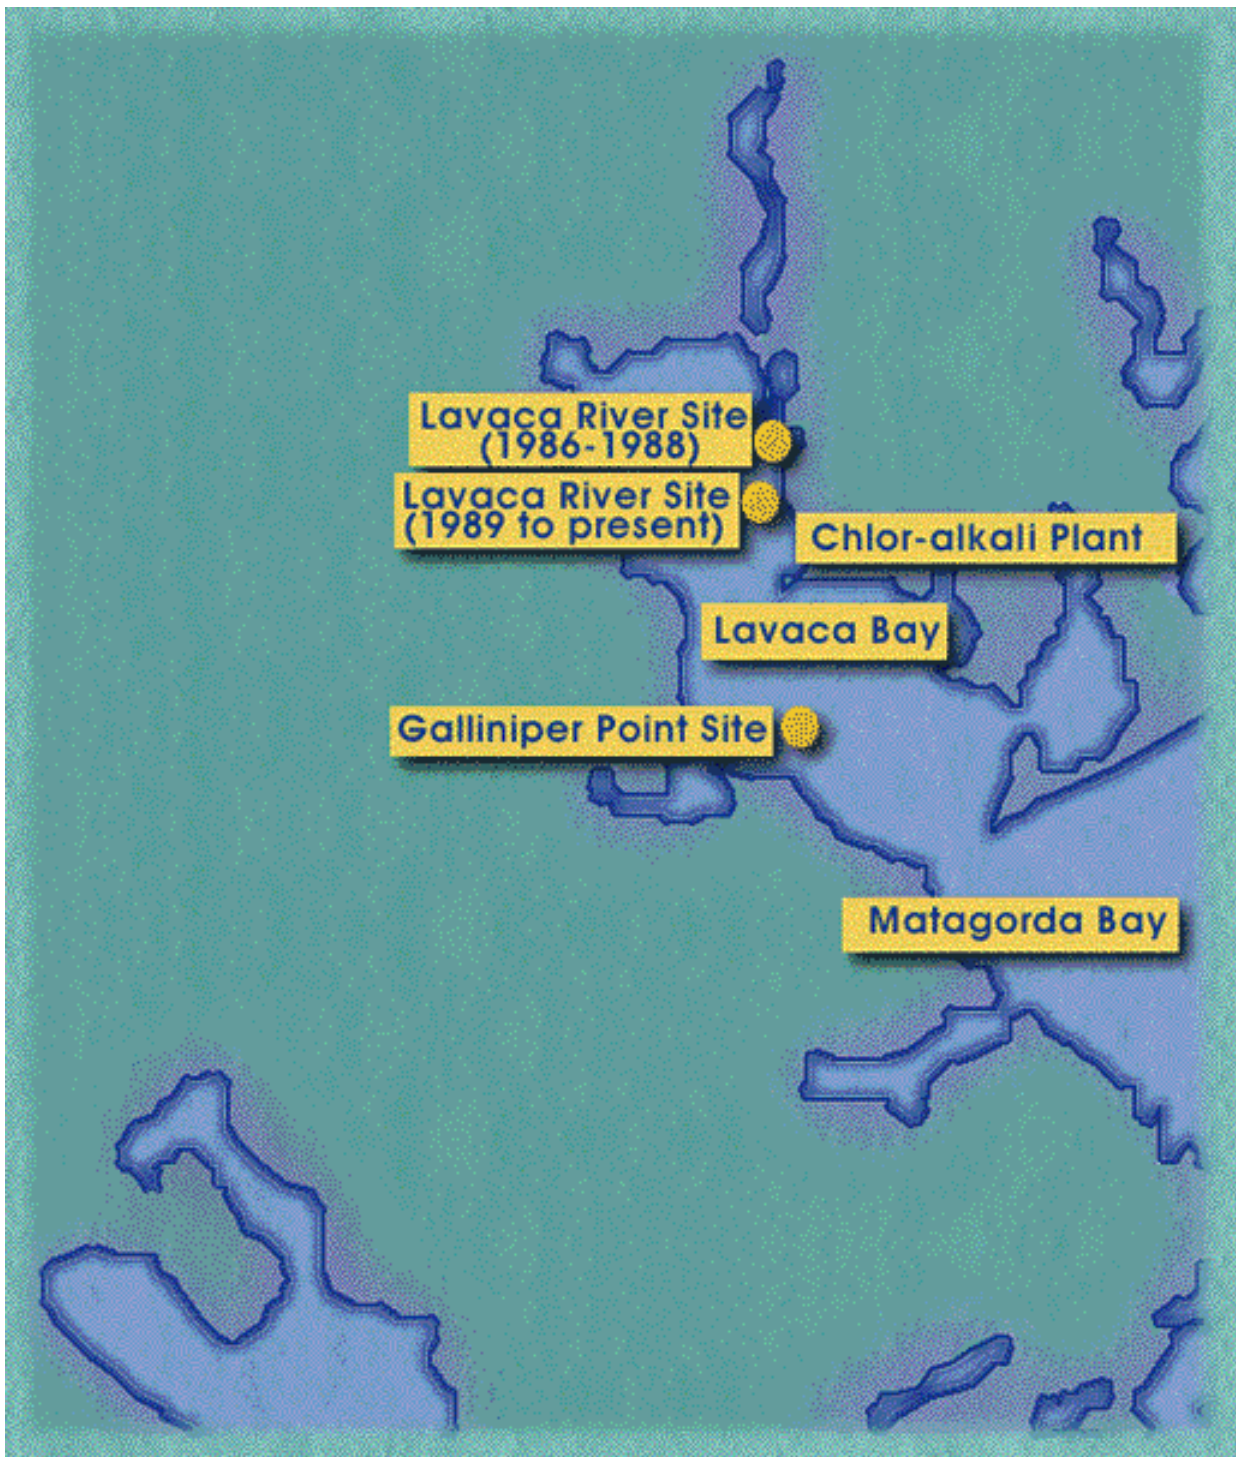 Lavaca River Site
(1986-1988)
Lavaca River Site
(1989 to present)
Chlor-alkali Plant
Lavaca Bay
Galliniper Point Site
Matagorda Bay